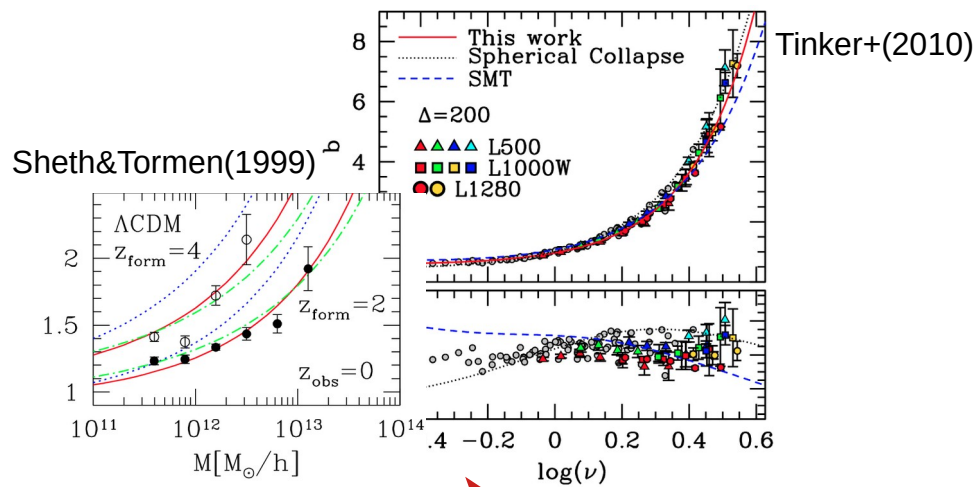 Tinker+(2010)
8
6
4
b
This work
Spherical Collapse
SMT
Δ=200
L500
L1000W
L1280
Sheth&Tormen(1999)
ΛCDM
z_form=4
z_form=2
z_obs=0
2
1.5
1
10^11 10^12 10^13 10^14
M[M_⊙/h]
.4 −0.2 0 0.2 0.4 0.6
log(ν)